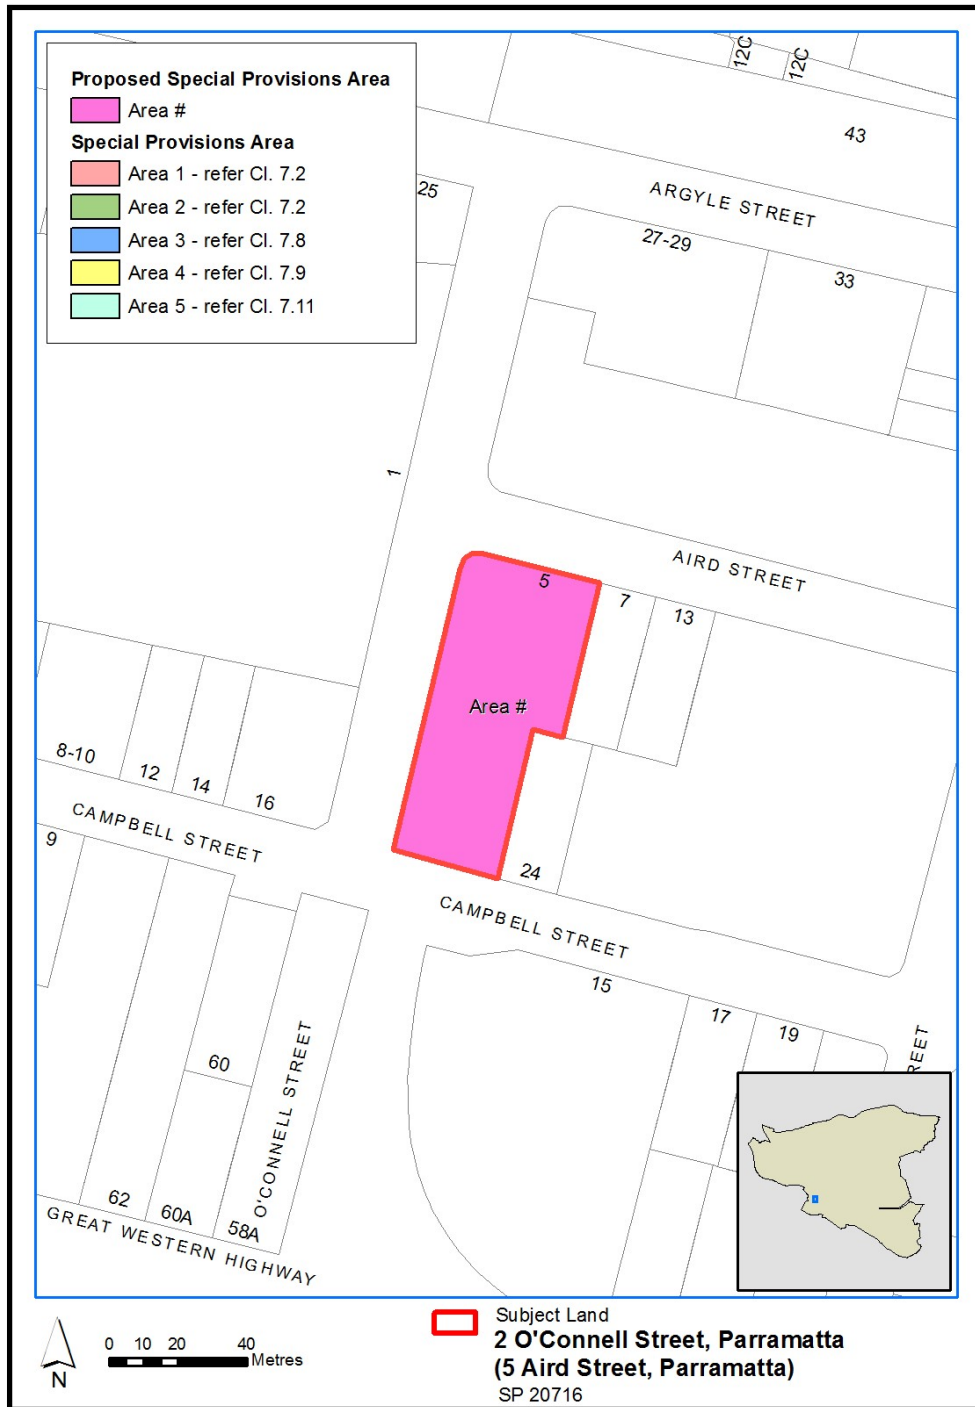 Proposed Special Provisions Area
Area #
Special Provisions Area
Area 1 - refer Cl. 7.2
Area 2 - refer Cl. 7.2
Area 3 - refer Cl. 7.8
Area 4 - refer Cl. 7.9
Area 5 - refer Cl. 7.11
12C
12C
43
25
ARGYLE STREET
27-29
33
1
AIRD STREET
5
7
13
Area #
8-10
12
14
16
CAMPBELL STREET
9
24
CAMPBELL STREET
15
17
19
REET
60
O'CONNELL STREET
62
60A
58A
GREAT WESTERN HIGHWAY
N
0 10 20 40
Metres
Subject Land
2 O'Connell Street, Parramatta
(5 Aird Street, Parramatta)
SP 20716